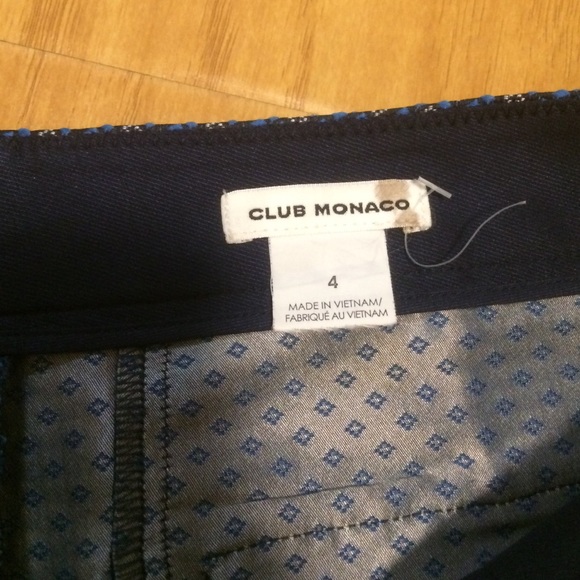 CLUB MONACO
4
MADE IN VIETNAM/
FABRIQUÉ AU VIETNAM